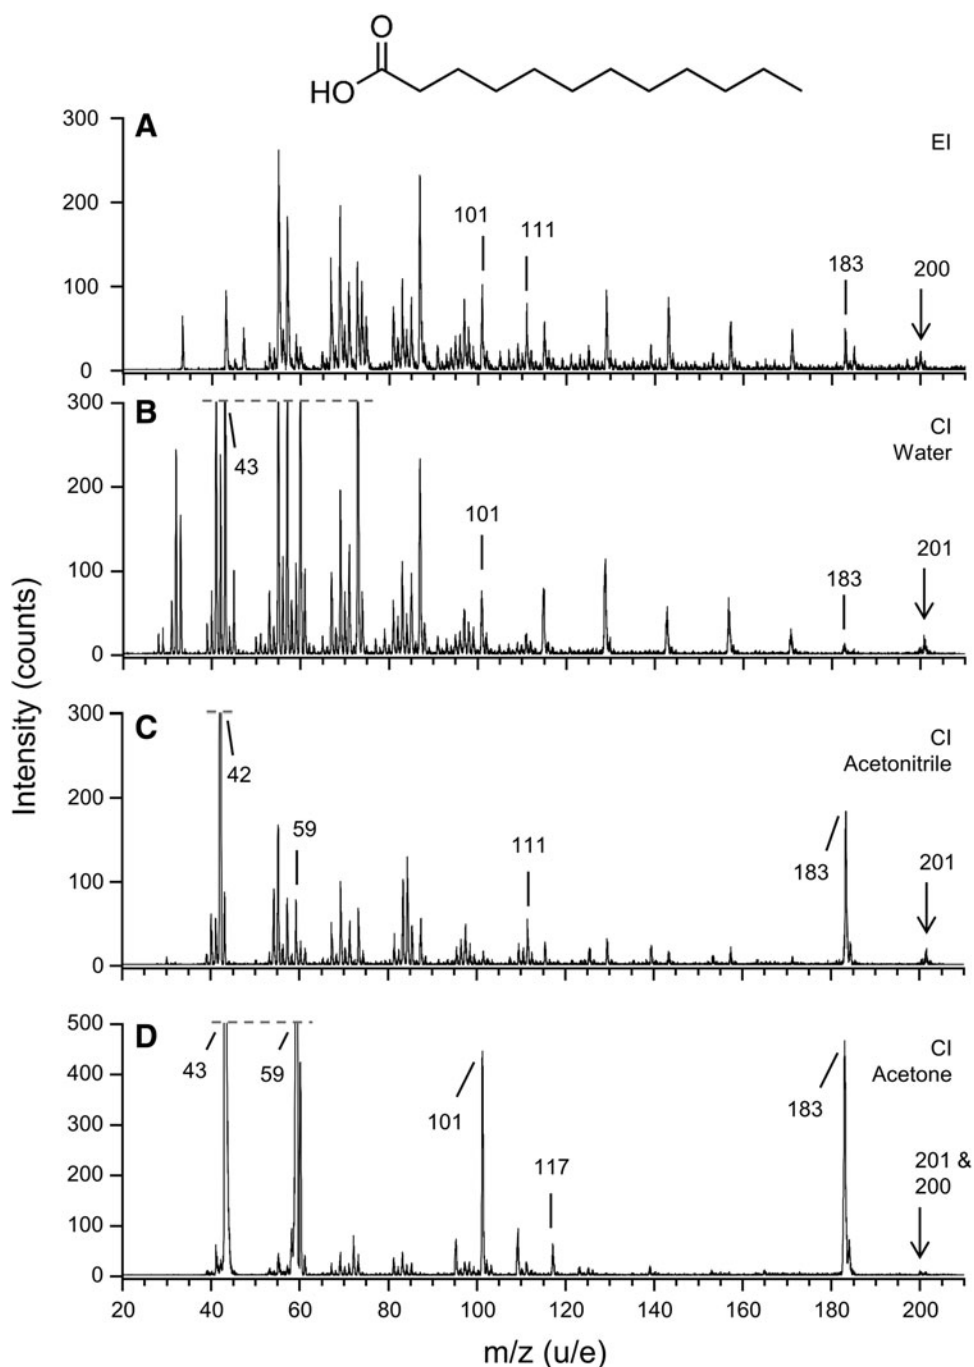 O
HO
A
EI
300
200
100
0
101
111
183
200
B
CI
Water
300
200
100
0
43
101
183
201
Intensity (counts)
C
CI
Acetonitrile
300
200
100
0
42
59
111
183
201
D
CI
Acetone
500
400
300
200
100
0
43
59
101
117
183
201 &
200
20 40 60 80 100 120 140 160 180 200
m/z (u/e)